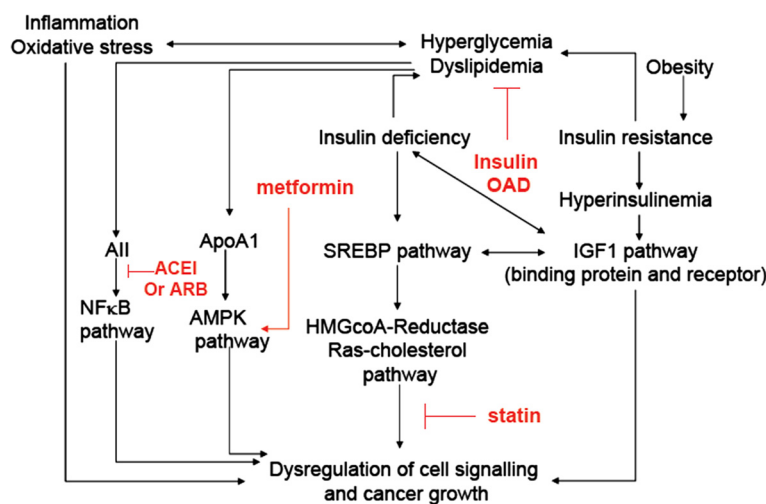 Inflammation
Oxidative stress
Hyperglycemia
Dyslipidemia
Obesity
Insulin deficiency
Insulin
OAD
Insulin resistance
metformin
Hyperinsulinemia
AII
ACEI
Or ARB
ApoA1
SREBP pathway
IGF1 pathway
(binding protein and receptor)
NFκB
pathway
AMPK
pathway
HMGcoA-Reductase
Ras-cholesterol
pathway
statin
Dysregulation of cell signalling
and cancer growth